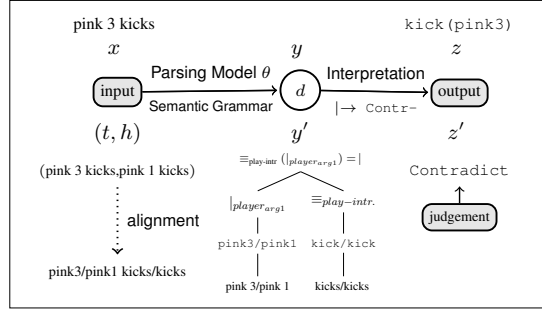 pink 3 kicks kick(pink3)
x y z
Parsing Model θ Interpretation
input d output
Semantic Grammar |→ Contr-
(t, h) y′ z′
(pink 3 kicks,pink 1 kicks) ≡play-intr (|player_arg1) = | Contradict
|player_arg1 ≡play−intr. judgement
alignment
pink3/pink1 kick/kick
pink3/pink1 kicks/kicks pink 3/pink 1 kicks/kicks